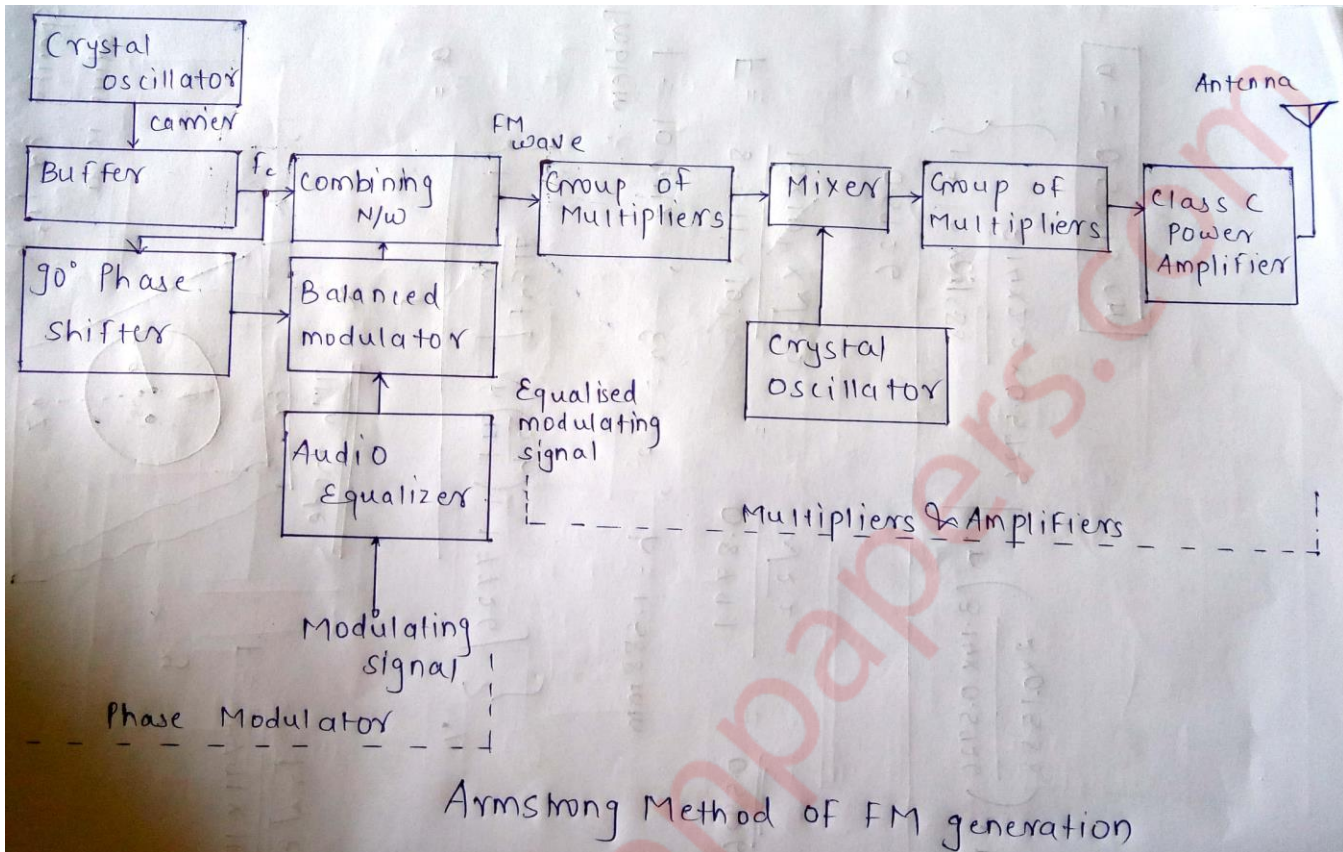 Crystal
oscillator
carrier
Buffer
fc
Combining
N/W
FM
wave
Group of
Multipliers
Mixer
Group of
Multipliers
Class C
Power
Amplifier
Antenna
90° Phase
Shifter
Balanced
modulator
Crystal
Oscillator
Audio
Equalizer
Equalised
modulating
signal
Multipliers & Amplifiers
Modulating
signal
Phase Modulator
Armstrong Method of FM generation
npapers.com